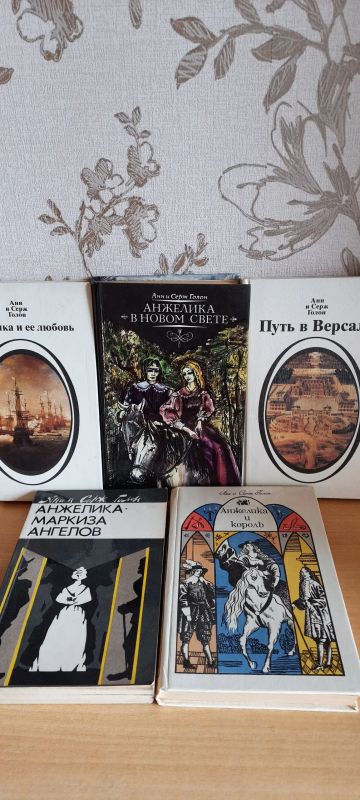 Анн
и Серж
Голон
ка и ее любовь
Анн и Серж Голон
АНЖЕЛИКА
В НОВОМ СВЕТЕ
Анн
и Серж
Голон
Путь в Верса
Анн и Серж Голон
АНЖЕЛИКА·
МАРКИЗА
АНГЕЛОВ
Анн и Серж Голон
Анжелика
и
король